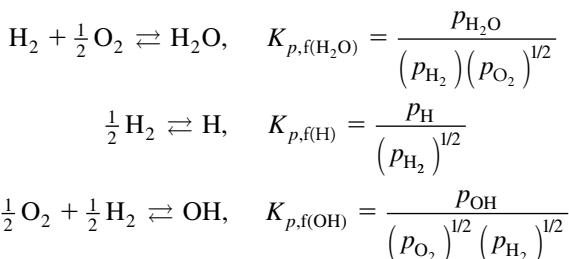 H₂ + ½ O₂ ⇄ H₂O, K_{p,f(H₂O)} = p_{H₂O} / (p_{H₂})(p_{O₂})^{1/2}
½ H₂ ⇄ H, K_{p,f(H)} = p_H / (p_{H₂})^{1/2}
½ O₂ + ½ H₂ ⇄ OH, K_{p,f(OH)} = p_{OH} / (p_{O₂})^{1/2} (p_{H₂})^{1/2}